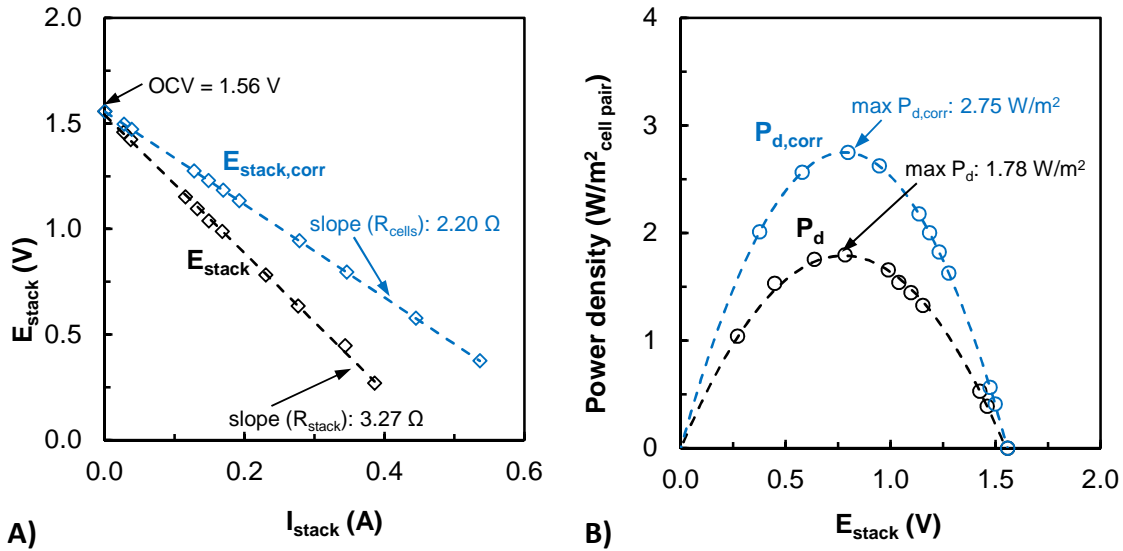 2.0
1.5
1.0
0.5
0.0
E_stack (V)
OCV = 1.56 V
E_stack,corr
slope (R_cells): 2.20 Ω
E_stack
slope (R_stack): 3.27 Ω
0.0 0.2 0.4 0.6
I_stack (A)
A)
4
3
2
1
0
Power density (W/m²_cell pair)
max P_d,corr: 2.75 W/m²
P_d,corr
max P_d: 1.78 W/m²
P_d
0.0 0.5 1.0 1.5 2.0
E_stack (V)
B)